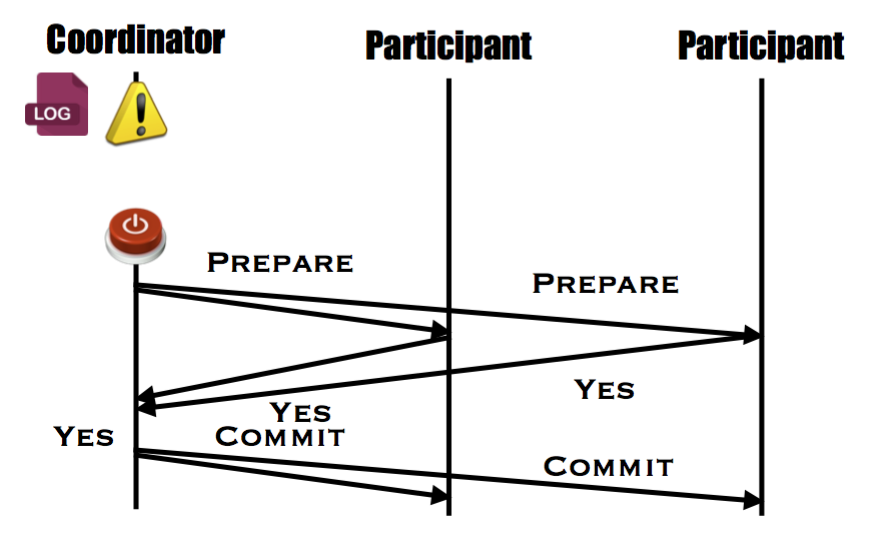 Coordinator
Participant
Participant
LOG
PREPARE
PREPARE
YES
YES
YES
COMMIT
COMMIT